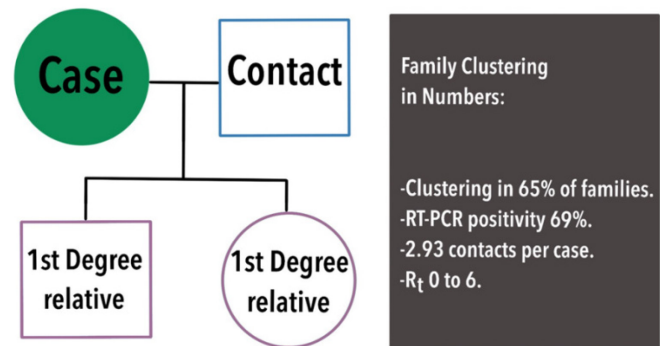 Case
Contact
1st Degree
relative
1st Degree
relative
Family Clustering
in Numbers:
-Clustering in 65% of families.
-RT-PCR positivity 69%.
-2.93 contacts per case.
-Rt 0 to 6.